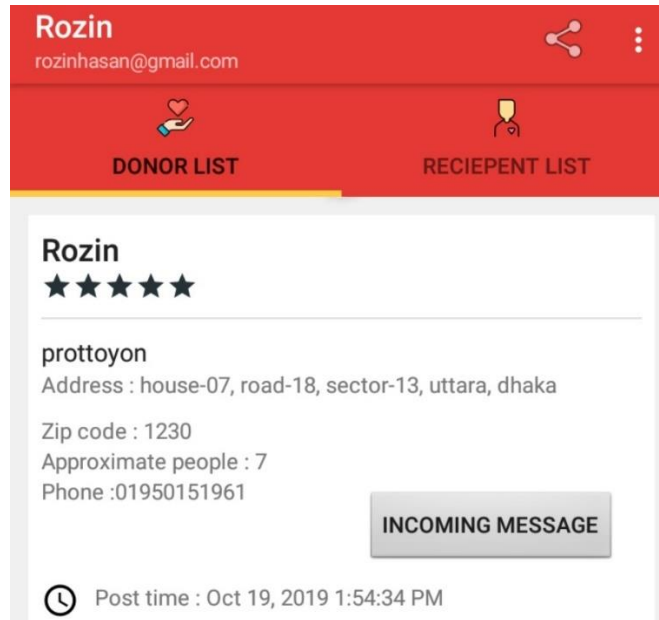 Rozin
rozinhasan@gmail.com
DONOR LIST
RECIEPENT LIST
Rozin
prottoyon
Address : house-07, road-18, sector-13, uttara, dhaka
Zip code : 1230
Approximate people : 7
Phone :01950151961
INCOMING MESSAGE
Post time : Oct 19, 2019 1:54:34 PM